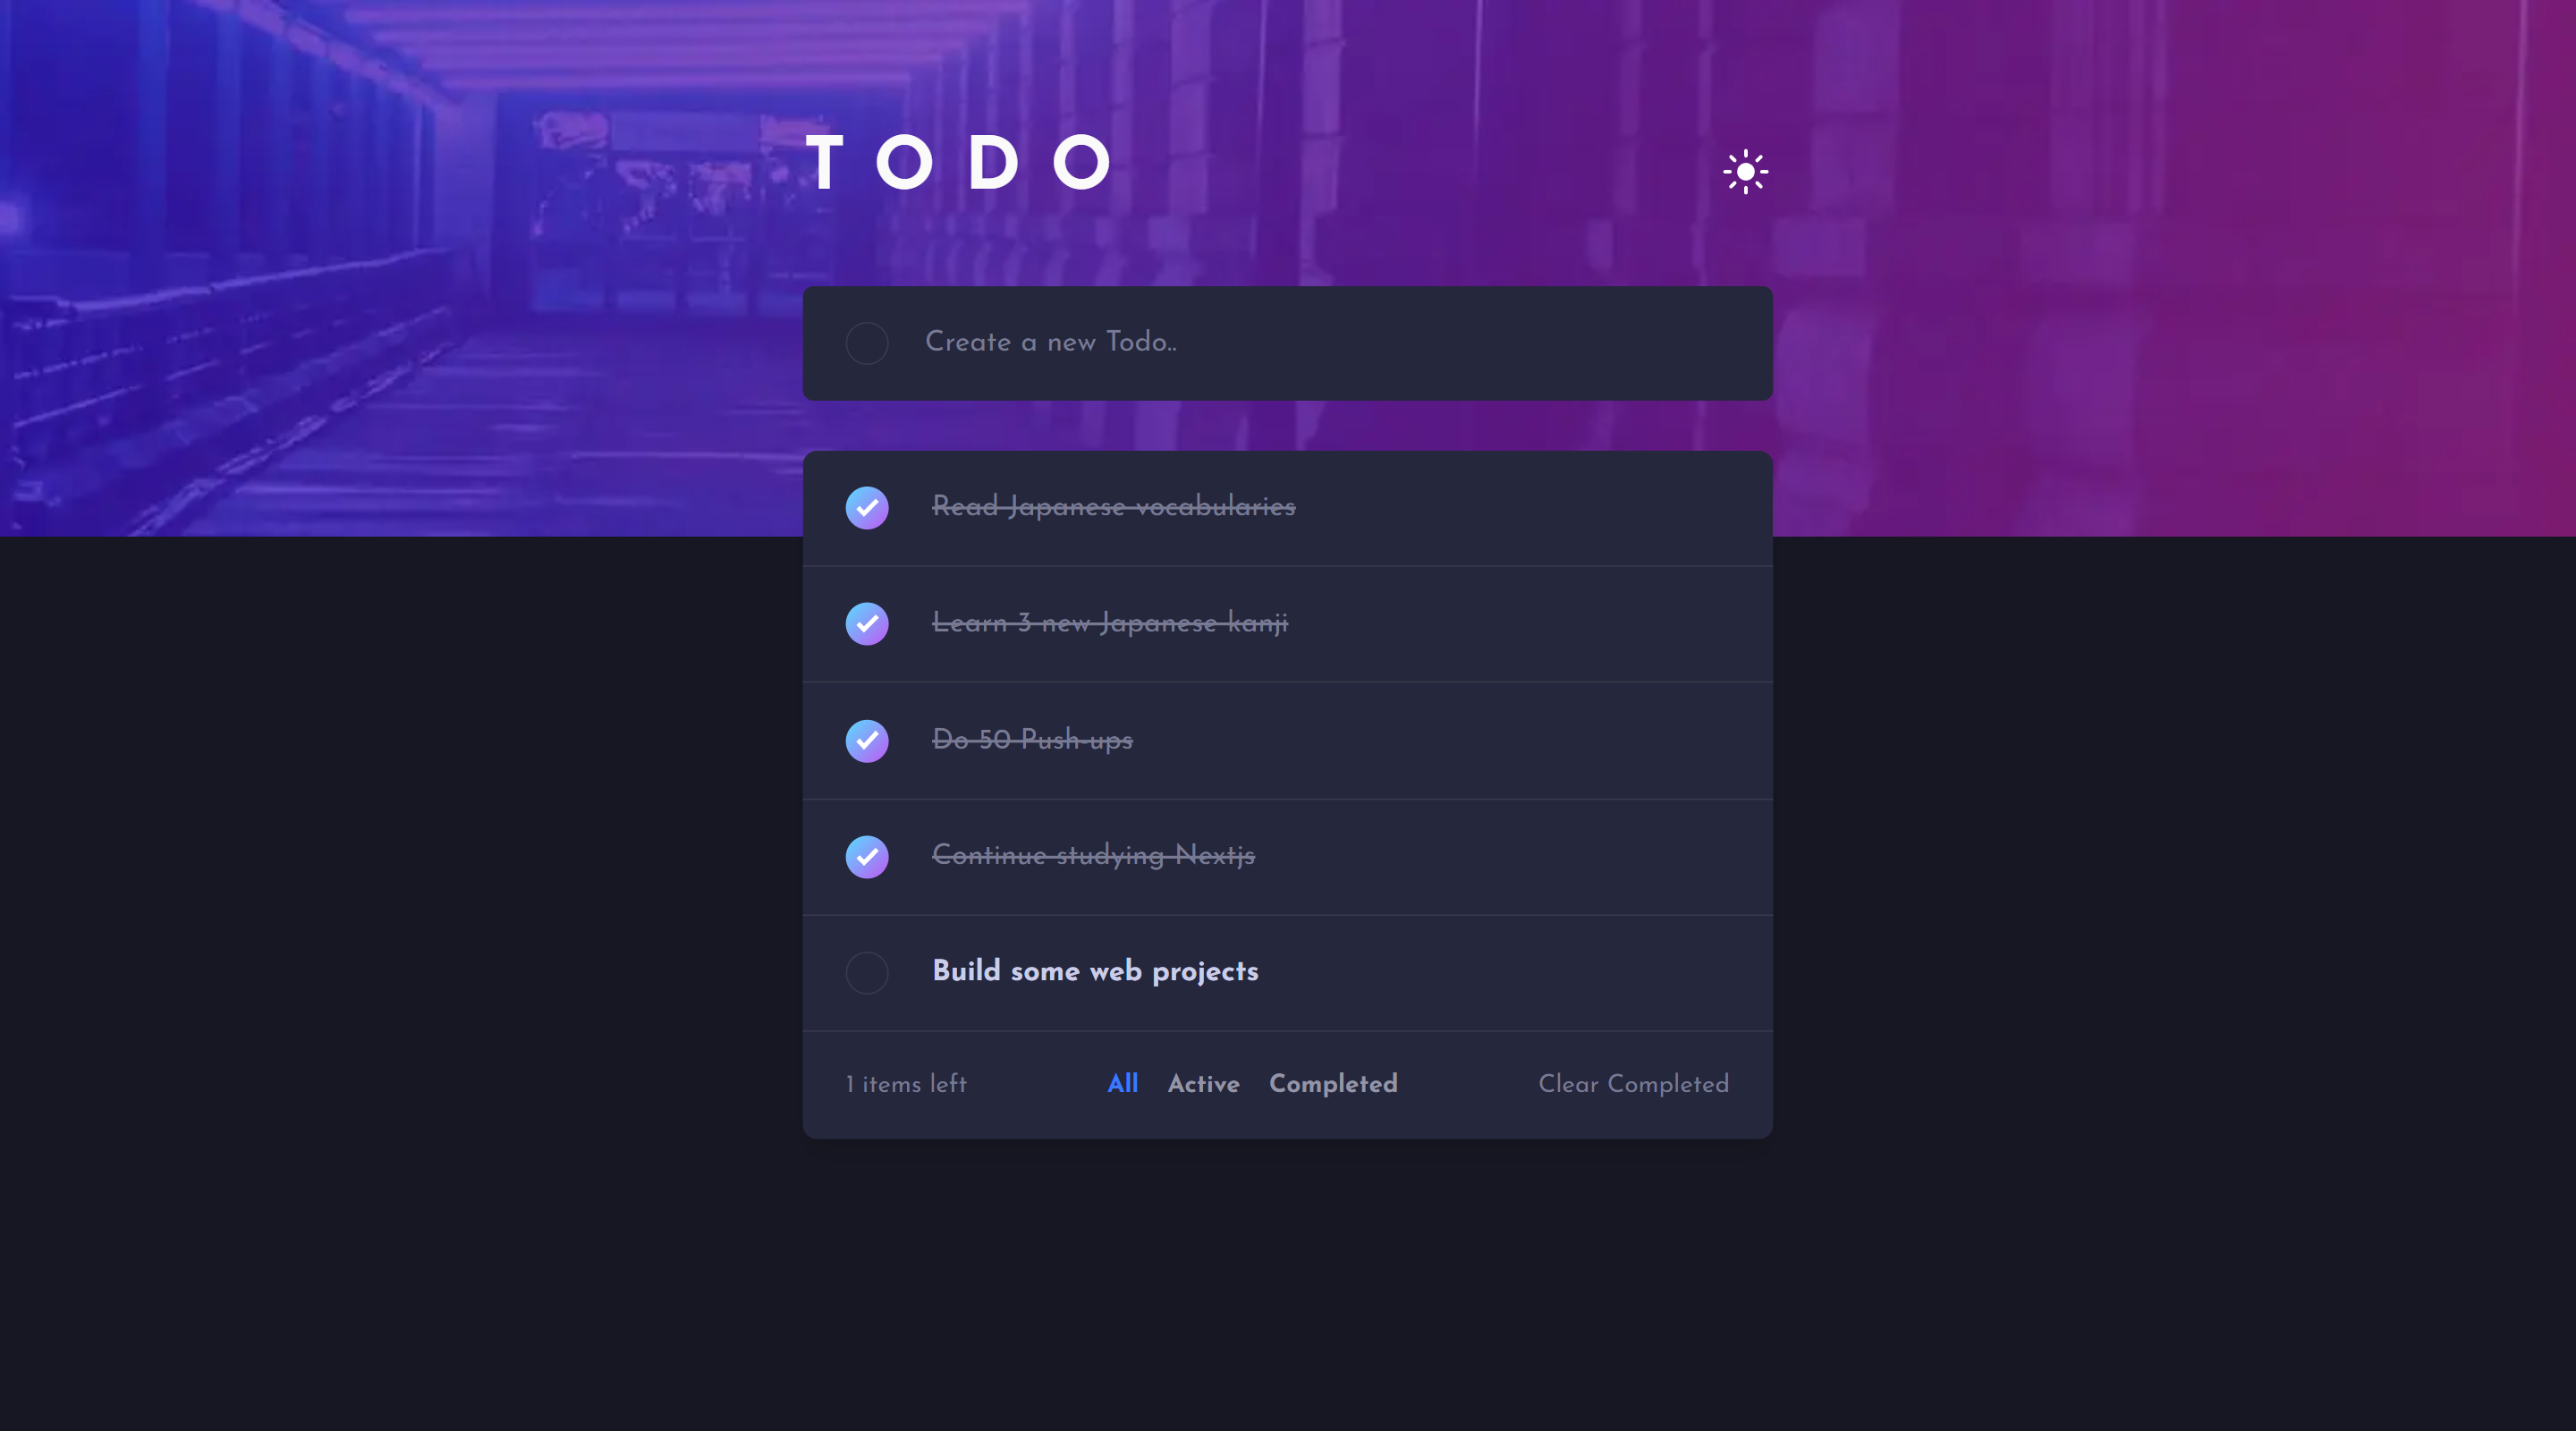 TODO
Create a new Todo..
Read Japanese vocabularies
Learn 3 new Japanese kanji
Do 50 Push-ups
Continue studying Nextjs
Build some web projects
1 items left All Active Completed Clear Completed